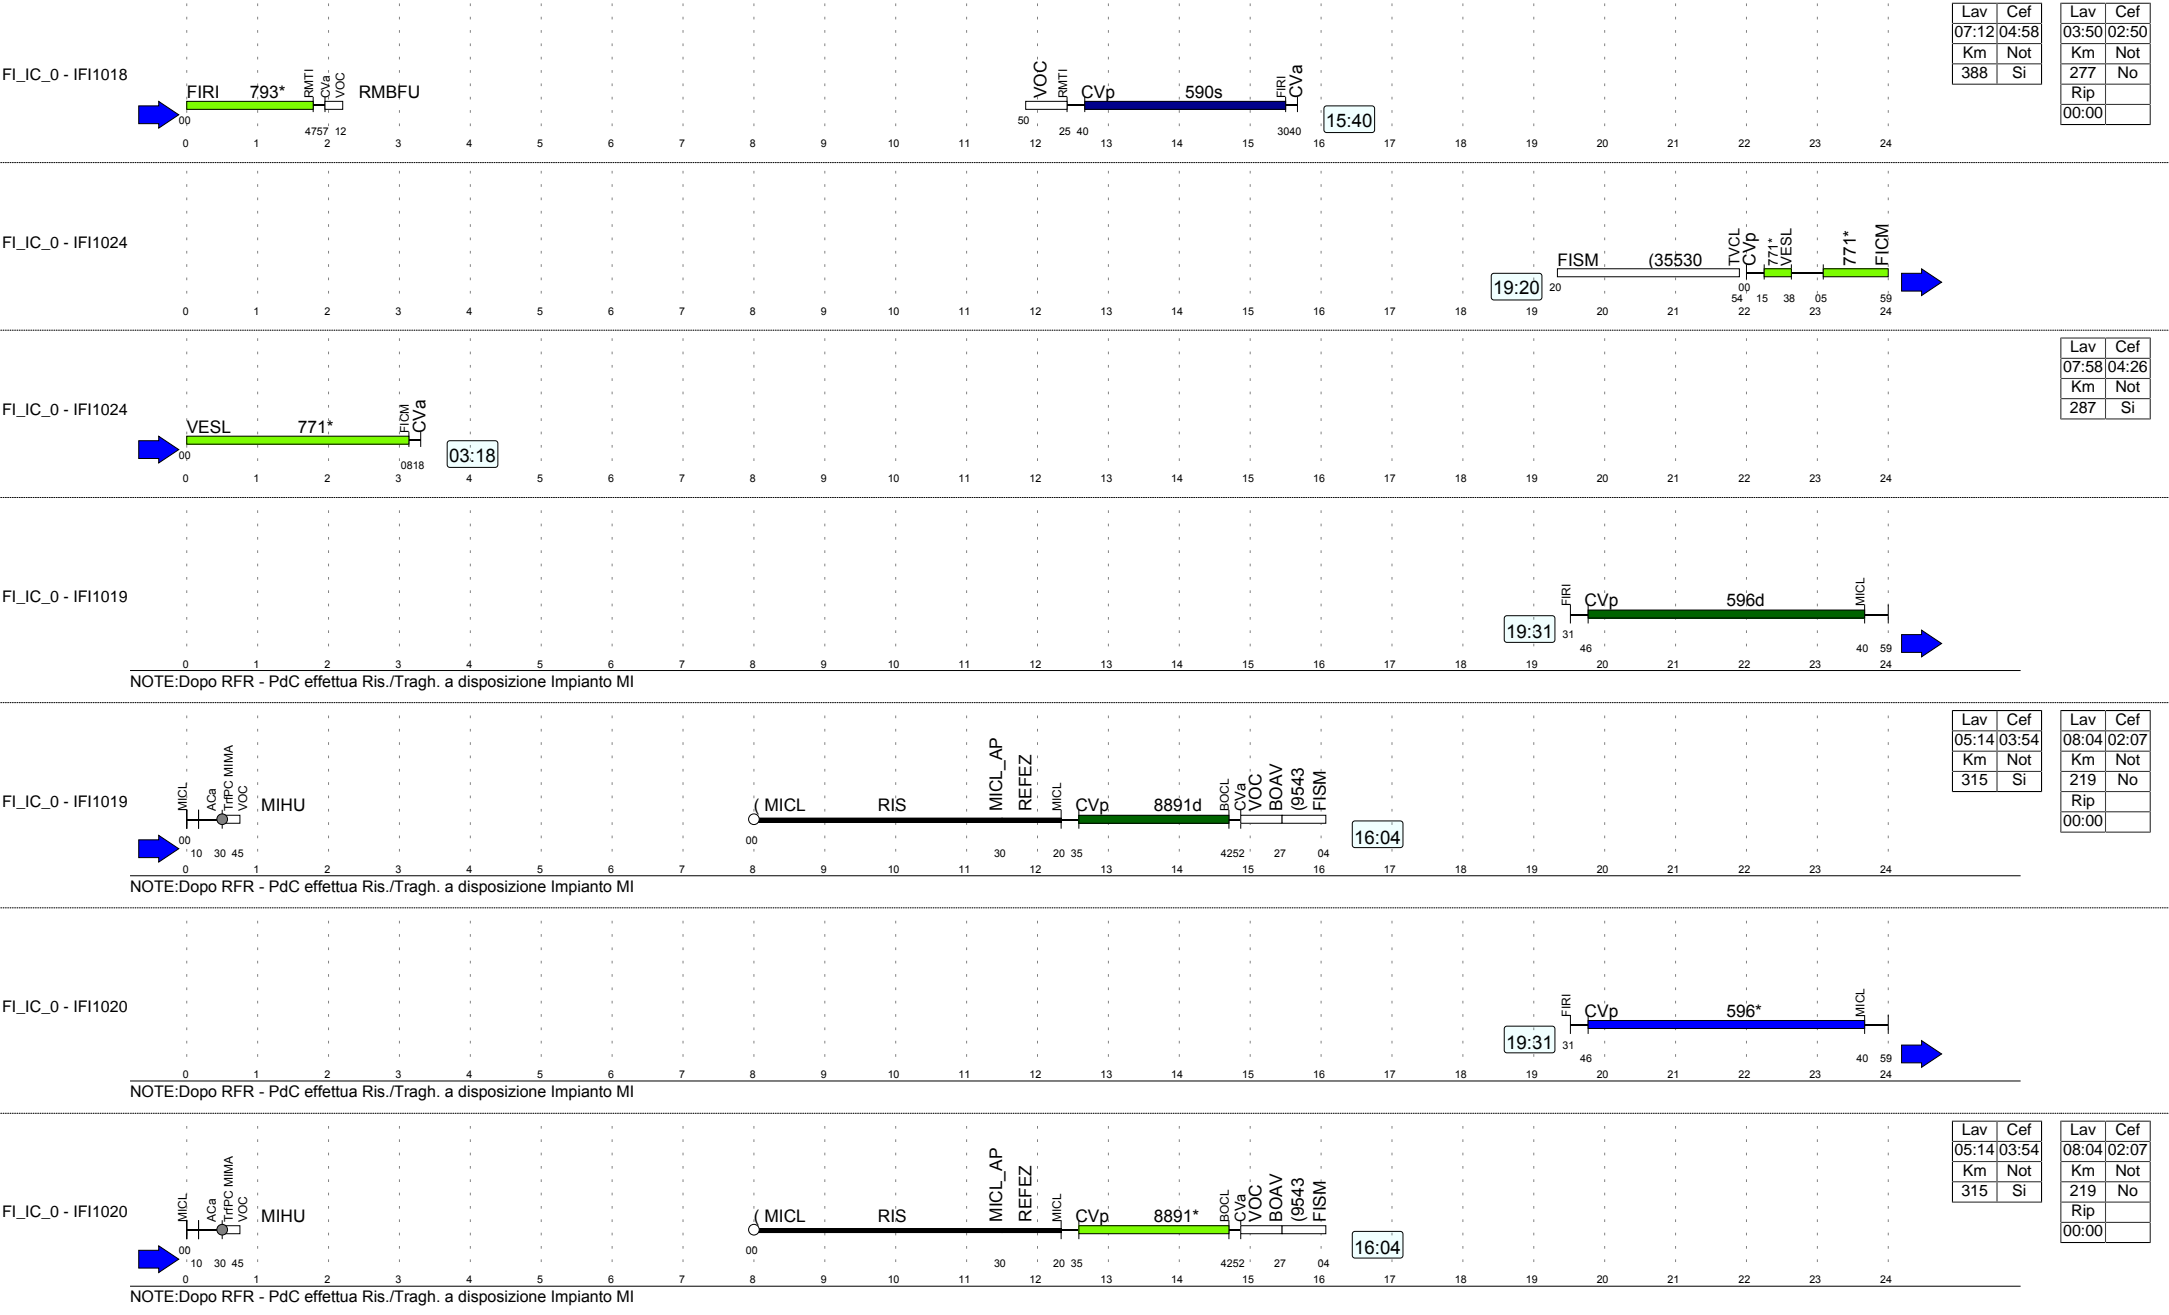 Lav Cef Lav Cef
07:12 04:58 03:50 02:50
Km Not Km Not
388 Si 277 No
Rip
00:00
FI_IC_0 - IFI1018
FIRI 793* RMTI CVa VOC RMBFU
VOC RMTI CVp 590s FIRI CVa
00 47 57 12 50 25 40 30 40 15:40
0 1 2 3 4 5 6 7 8 9 10 11 12 13 14 15 16 17 18 19 20 21 22 23 24
FI_IC_0 - IFI1024
FISM (35530 TVCL CVp 771* VESL 771* FICM
19:20 20 54 00 15 38 05 59
0 1 2 3 4 5 6 7 8 9 10 11 12 13 14 15 16 17 18 19 20 21 22 23 24
Lav Cef
07:58 04:26
Km Not
287 Si
FI_IC_0 - IFI1024
VESL 771* FICM CVa
00 08 18 03:18
0 1 2 3 4 5 6 7 8 9 10 11 12 13 14 15 16 17 18 19 20 21 22 23 24
FI_IC_0 - IFI1019
FIRI CVp 596d MICL
19:31 31 46 40 59
0 1 2 3 4 5 6 7 8 9 10 11 12 13 14 15 16 17 18 19 20 21 22 23 24
NOTE:Dopo RFR - PdC effettua Ris./Tragh. a disposizione Impianto MI
Lav Cef Lav Cef
05:14 03:54 08:04 02:07
Km Not Km Not
315 Si 219 No
Rip
00:00
FI_IC_0 - IFI1019
MICL ACa TrfPC MIMA VOC MIHU
( MICL RIS MICL_AP REFEZ MICL CVp 8891d BOCL CVa VOC BOAV (9543 FISM
00 10 30 45 00 30 20 35 42 52 27 04 16:04
0 1 2 3 4 5 6 7 8 9 10 11 12 13 14 15 16 17 18 19 20 21 22 23 24
NOTE:Dopo RFR - PdC effettua Ris./Tragh. a disposizione Impianto MI
FI_IC_0 - IFI1020
FIRI CVp 596* MICL
19:31 31 46 40 59
0 1 2 3 4 5 6 7 8 9 10 11 12 13 14 15 16 17 18 19 20 21 22 23 24
NOTE:Dopo RFR - PdC effettua Ris./Tragh. a disposizione Impianto MI
Lav Cef Lav Cef
05:14 03:54 08:04 02:07
Km Not Km Not
315 Si 219 No
Rip
00:00
FI_IC_0 - IFI1020
MICL ACa TrfPC MIMA VOC MIHU
( MICL RIS MICL_AP REFEZ MICL CVp 8891* BOCL CVa VOC BOAV (9543 FISM
00 10 30 45 00 30 20 35 42 52 27 04 16:04
0 1 2 3 4 5 6 7 8 9 10 11 12 13 14 15 16 17 18 19 20 21 22 23 24
NOTE:Dopo RFR - PdC effettua Ris./Tragh. a disposizione Impianto MI